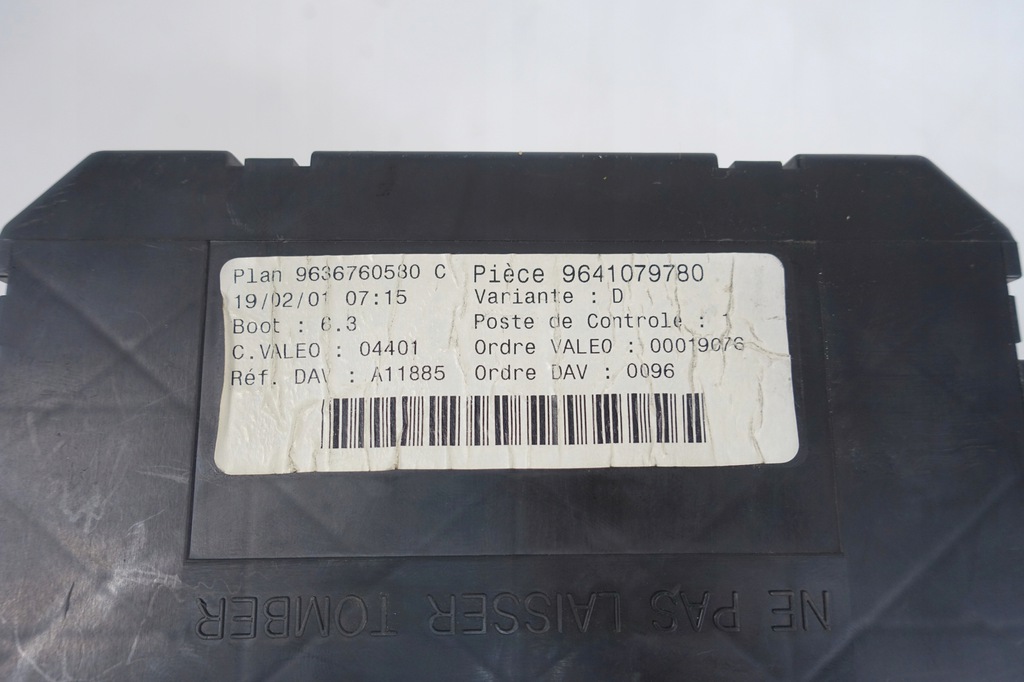 Plan 9636760580 C Pièce 9641079780
19/02/01 07:15 Variante : D
Boot : 6.3 Poste de Controle : 1
C.VALEO : 04401 Ordre VALEO : 00019076
Réf. DAV : A11885 Ordre DAV : 0096
NE PAS LAISSER TOMBER